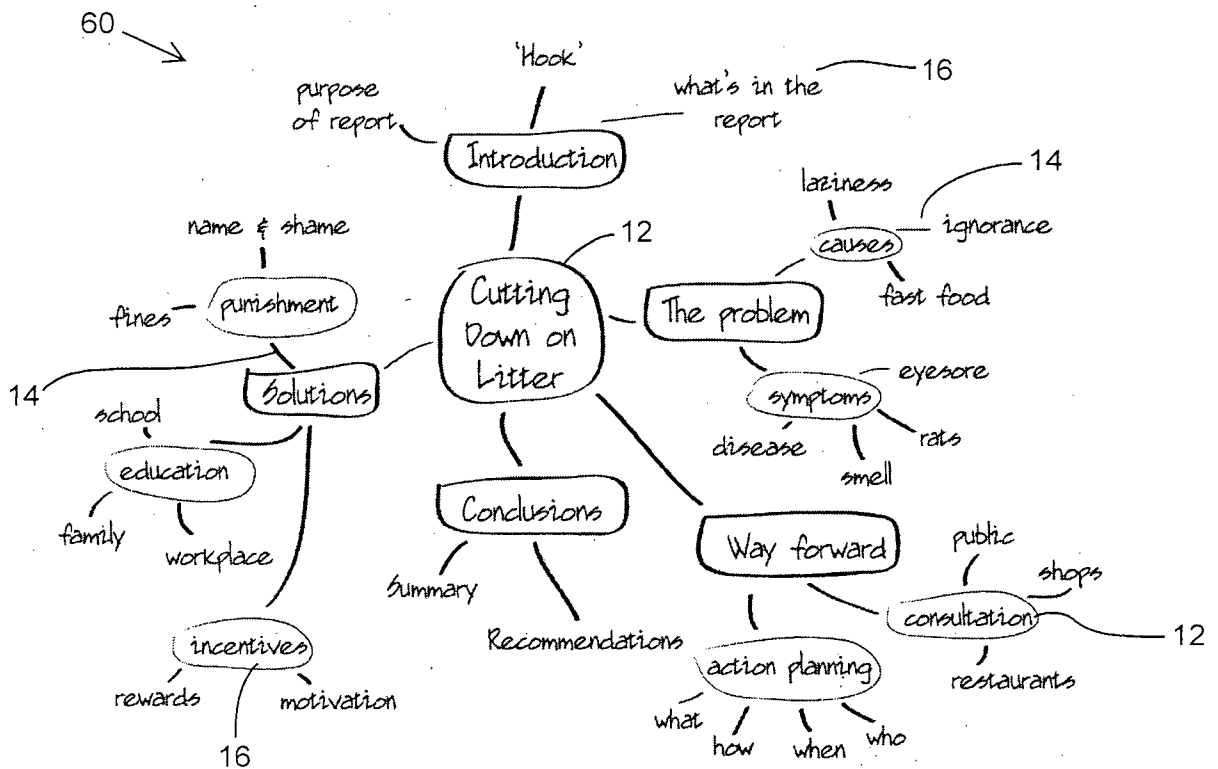 60
'Hook'
purpose
of report
what's in the
report
16
Introduction
14
laziness
causes
ignorance
fast food
name & shame
12
punishment
fines
Cutting
Down on
Litter
The problem
14
Solutions
symptoms
eyesore
disease
smell
rats
school
education
family
workplace
Conclusions
Summary
Recommendations
Way forward
public
shops
consultation
12
restaurants
incentives
rewards
motivation
16
action planning
what
how
when
who